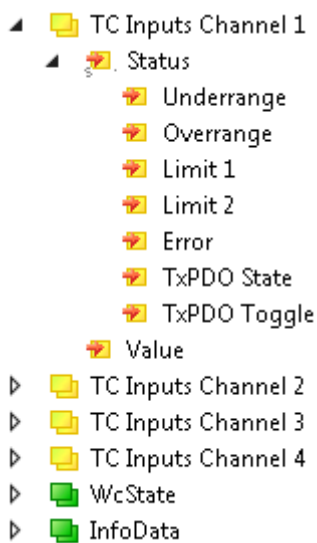 TC Inputs Channel 1
Status
Underrange
Overrange
Limit 1
Limit 2
Error
TxPDO State
TxPDO Toggle
Value
TC Inputs Channel 2
TC Inputs Channel 3
TC Inputs Channel 4
WcState
InfoData